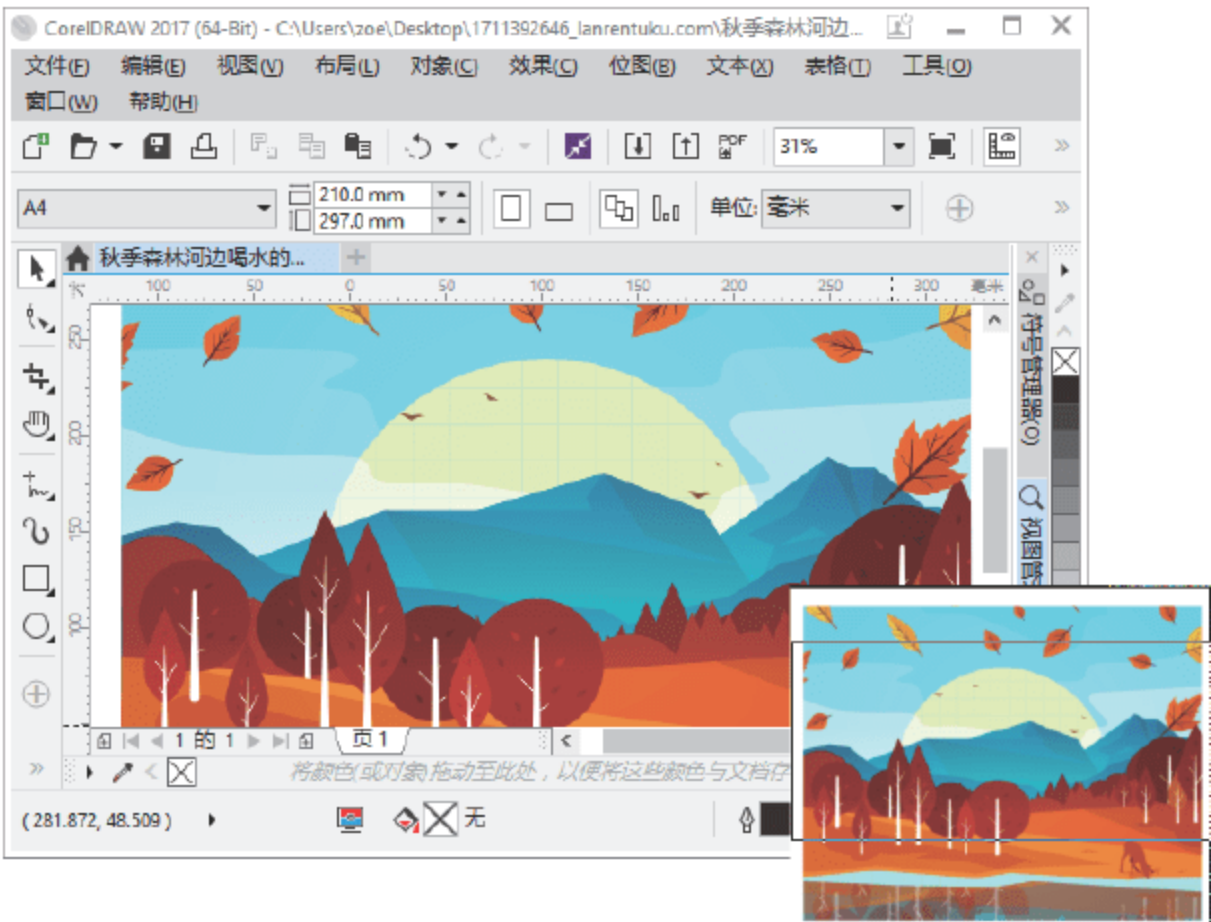 CorelDRAW 2017 (64-Bit) - C:\Users\zoe\Desktop\1711392646_lanrentuku.com\秋季森林河边...
文件(F) 编辑(E) 视图(V) 布局(L) 对象(C) 效果(C) 位图(B) 文本(X) 表格(T) 工具(O)
窗口(W) 帮助(H)
PDF 31%
A4 210.0 mm 单位: 毫米
297.0 mm
秋季森林河边喝水的...
100 50 0 50 100 150 200 250 300 毫米
250
200
150
100
符号管理器(O)
视图管
1 的 1 页 1
将颜色(或对象)拖动至此处，以便将这些颜色与文档存
( 281.872, 48.509 ) 无